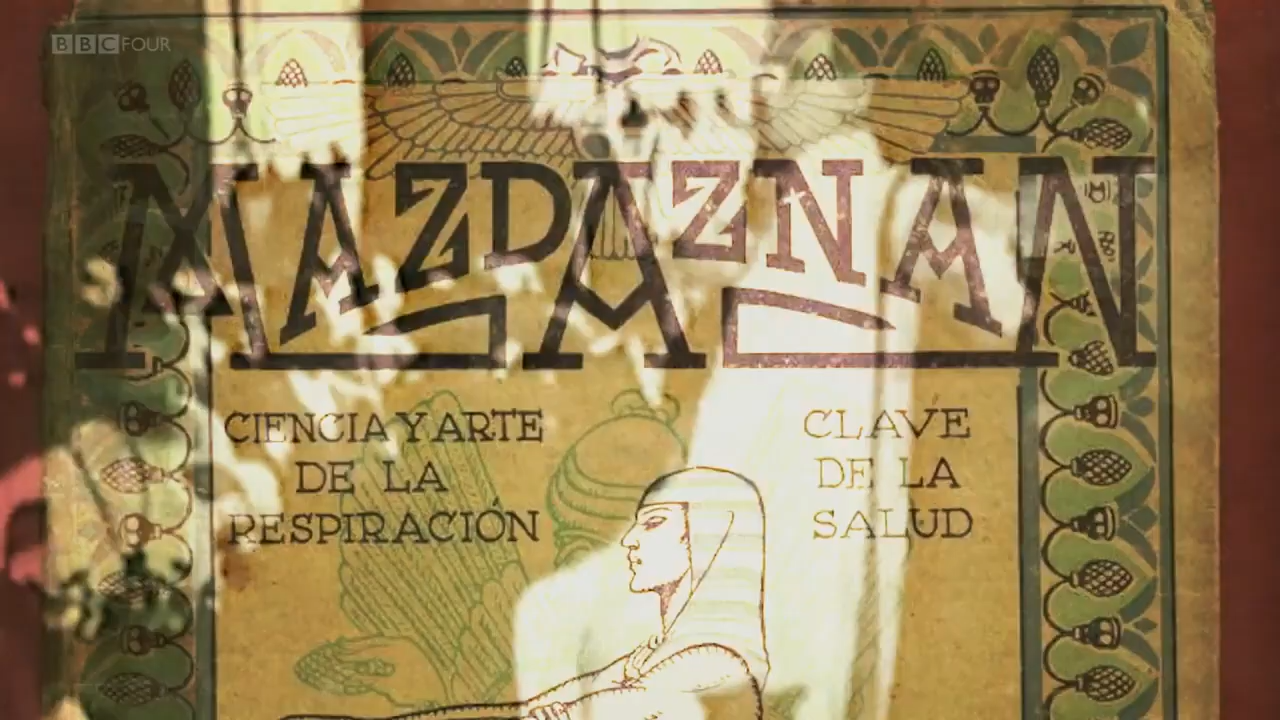 BBC FOUR
MAZDAZNAN
CIENCIA Y ARTE
DE LA
RESPIRACIÓN
CLAVE
DE LA
SALUD